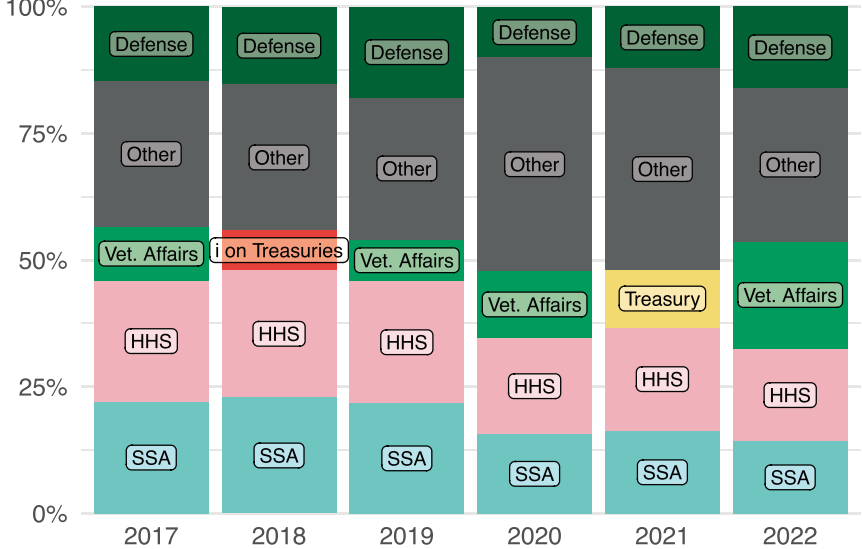 100%
Defense Defense Defense Defense Defense Defense
75%
Other Other Other Other Other Other
50%
Vet. Affairs i on Treasuries Vet. Affairs Vet. Affairs Treasury Vet. Affairs
HHS HHS HHS HHS HHS HHS
25%
SSA SSA SSA SSA SSA SSA
0%
2017 2018 2019 2020 2021 2022